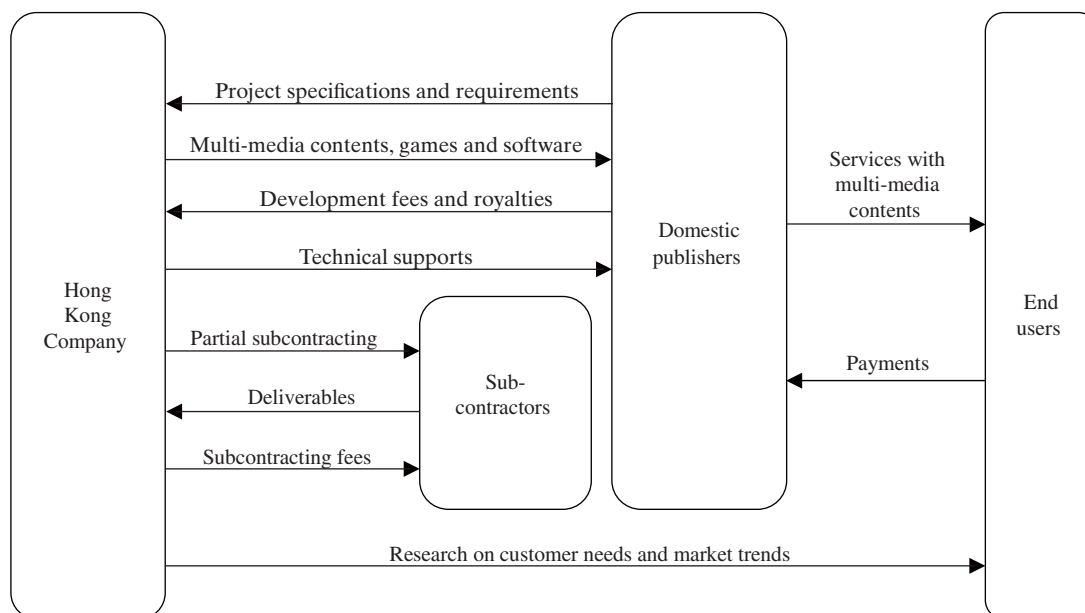 Project specifications and requirements
Multi-media contents, games and software
Services with
multi-media
contents
Development fees and royalties
Domestic
publishers
Technical supports
Hong
Kong
Company
End
users
Partial subcontracting
Sub-
contractors
Payments
Deliverables
Subcontracting fees
Research on customer needs and market trends